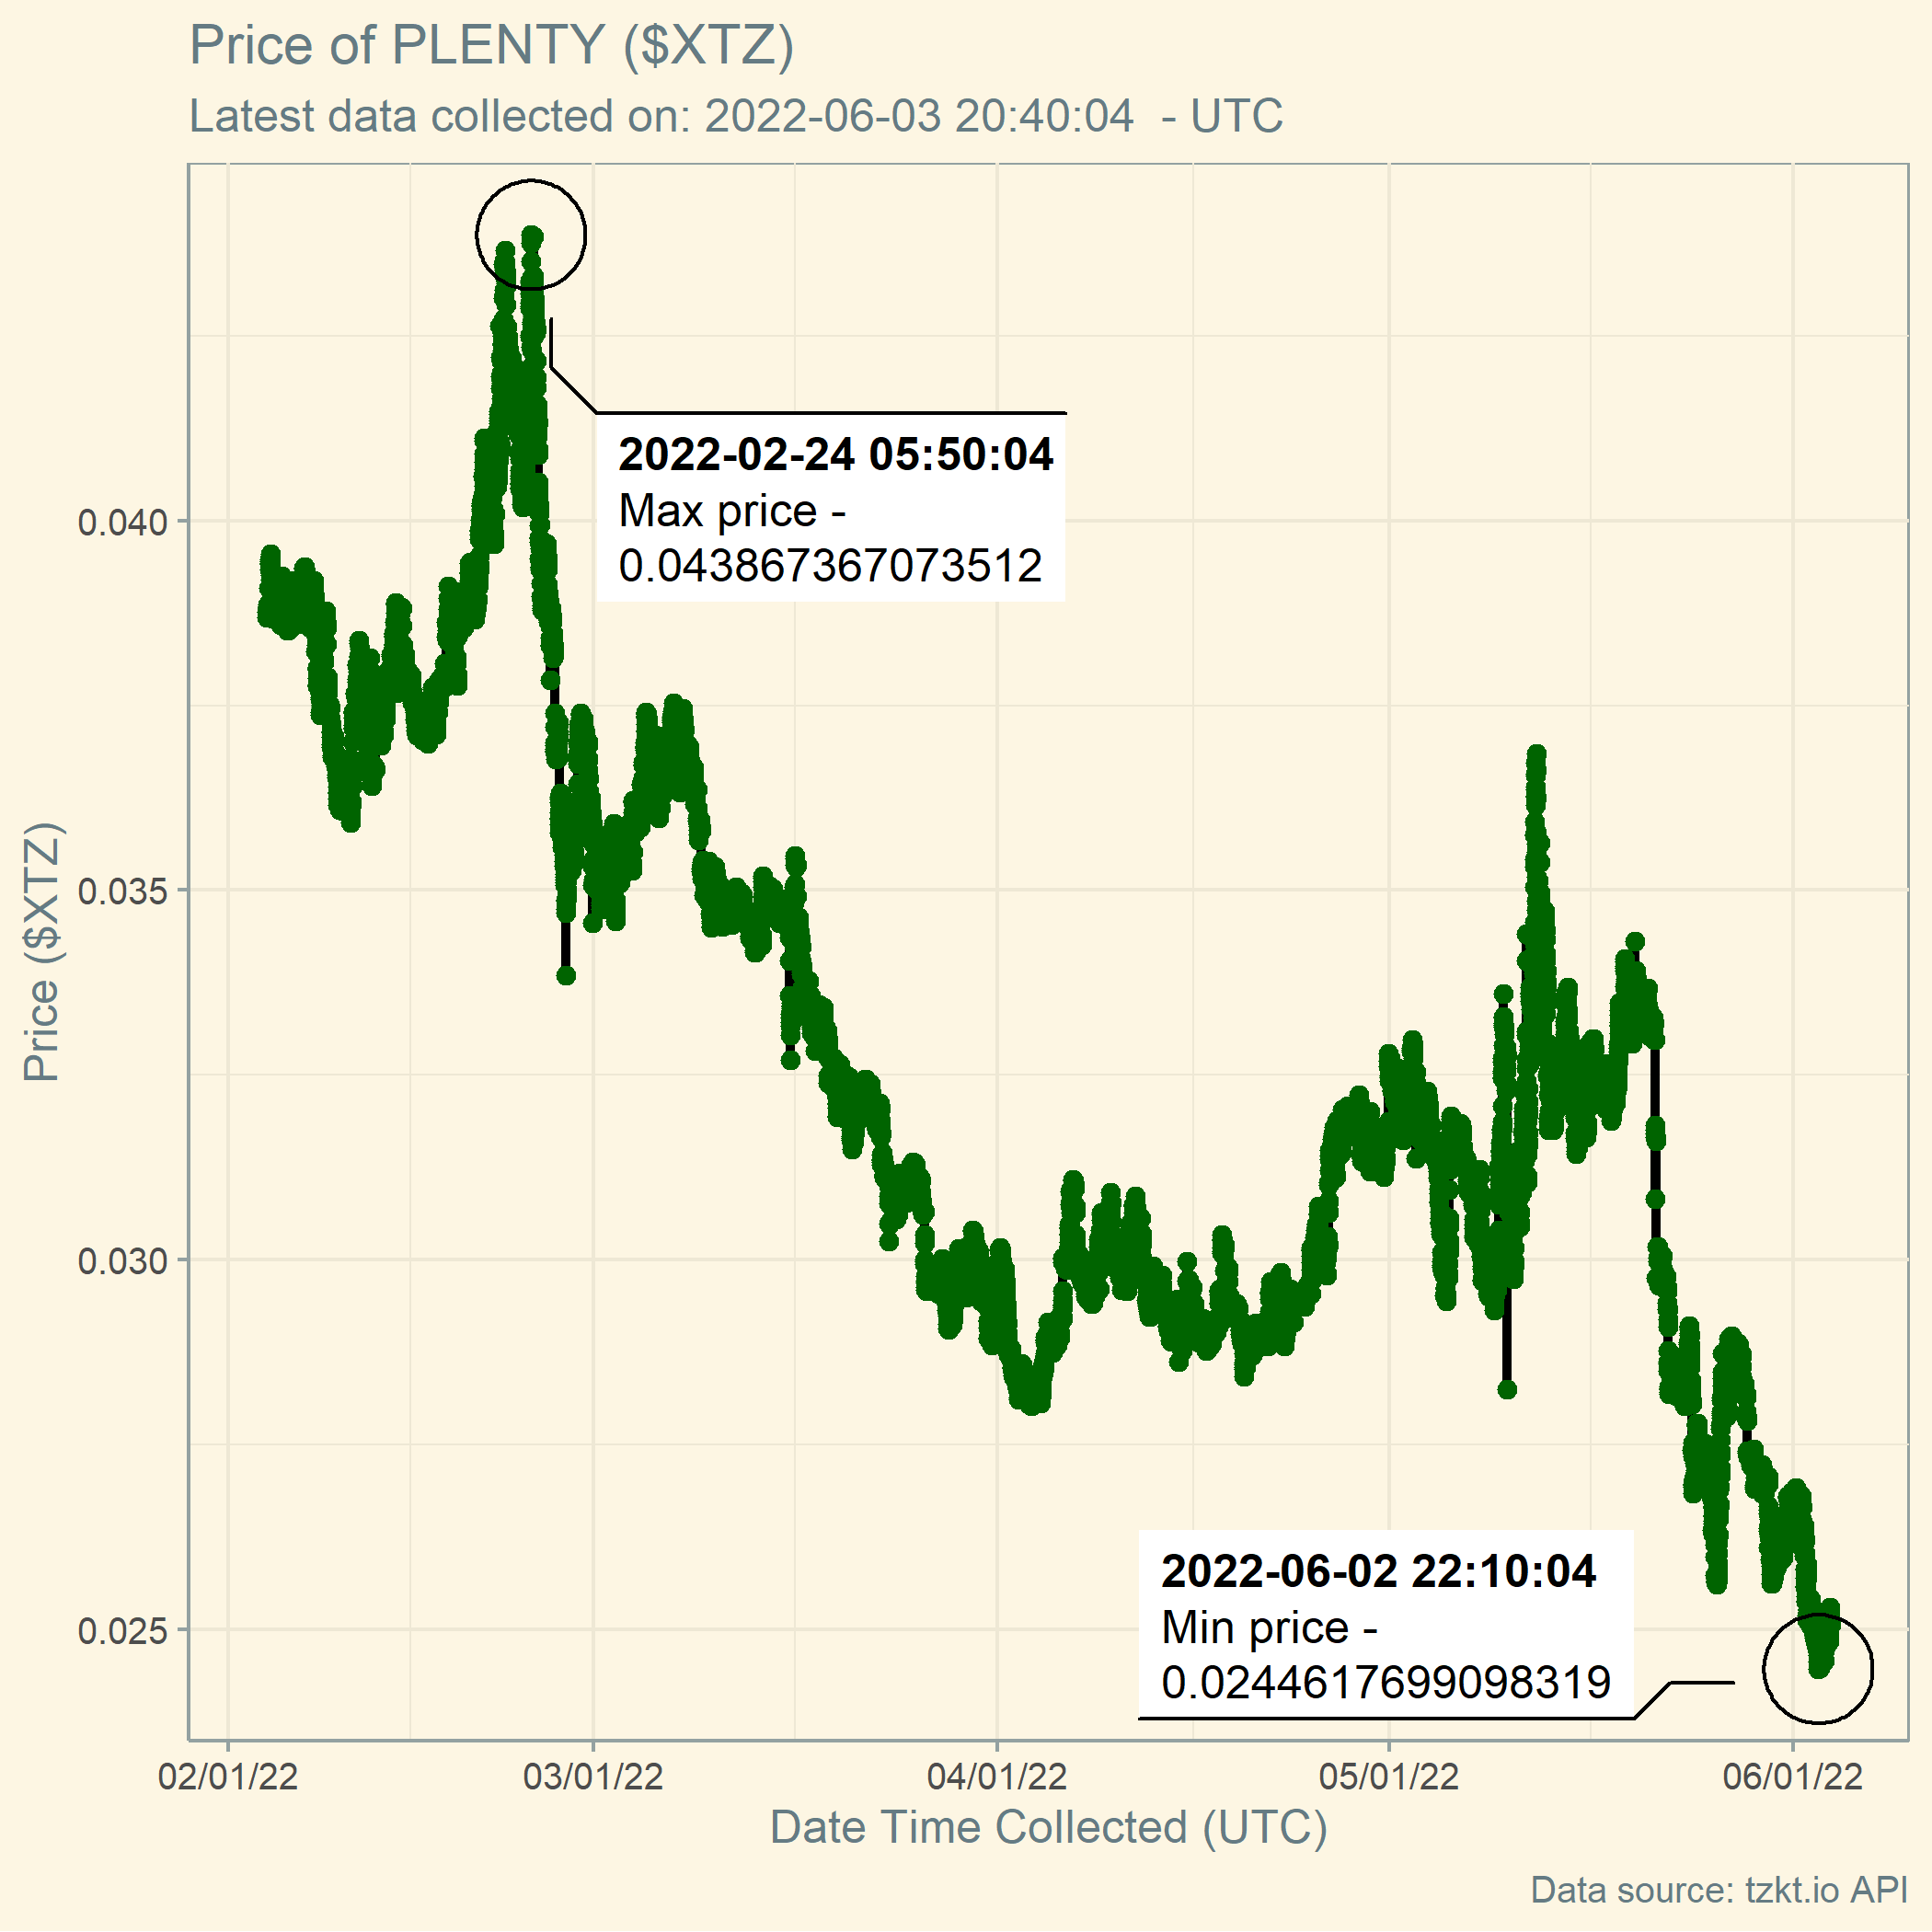 Price of PLENTY ($XTZ)
Latest data collected on: 2022-06-03 20:40:04  - UTC
2022-02-24 05:50:04
Max price -
0.043867367073512
0.040
0.035
0.030
0.025
Price ($XTZ)
2022-06-02 22:10:04
Min price -
0.0244617699098319
02/01/22
03/01/22
04/01/22
05/01/22
06/01/22
Date Time Collected (UTC)
Data source: tzkt.io API